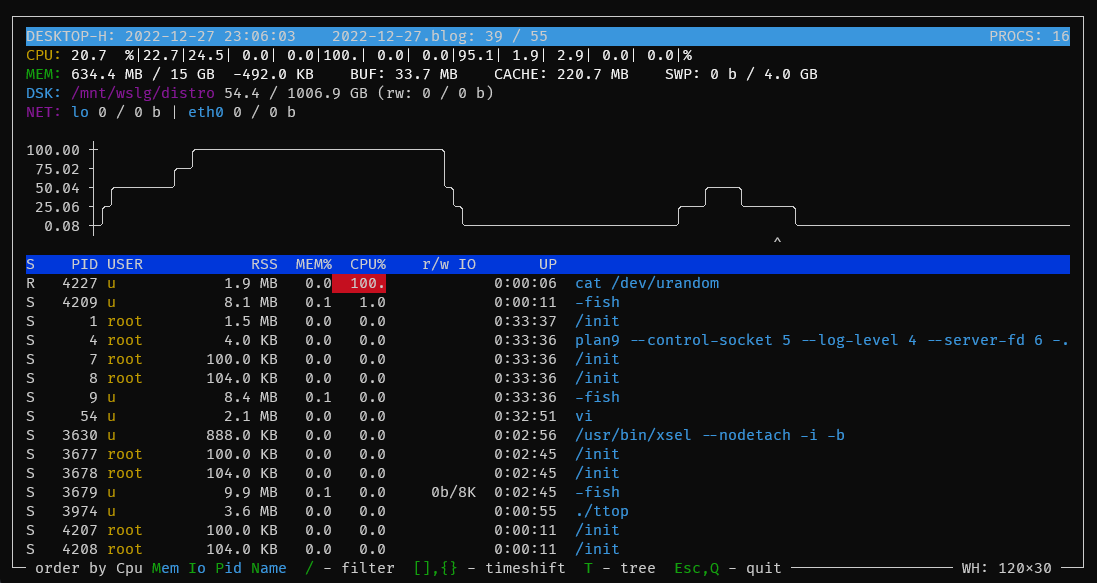 DESKTOP-H: 2022-12-27 23:06:03    2022-12-27.blog: 39 / 55    PROCS: 16
CPU: 20.7  %|22.7|24.5| 0.0| 0.0|100.| 0.0| 0.0|95.1| 1.9| 2.9| 0.0| 0.0|%
MEM: 634.4 MB / 15 GB  -492.0 KB    BUF: 33.7 MB    CACHE: 220.7 MB    SWP: 0 b / 4.0 GB
DSK: /mnt/wslg/distro 54.4 / 1006.9 GB (rw: 0 / 0 b)
NET: lo 0 / 0 b | eth0 0 / 0 b
100.00
75.02
50.04
25.06
0.08
^
S    PID USER    RSS  MEM%  CPU%    r/w IO    UP
R   4227 u    1.9 MB   0.0  100.    0:00:06  cat /dev/urandom
S   4209 u    8.1 MB   0.1   1.0    0:00:11  -fish
S      1 root    1.5 MB   0.0   0.0    0:33:37  /init
S      4 root    4.0 KB   0.0   0.0    0:33:36  plan9 --control-socket 5 --log-level 4 --server-fd 6 -.
S      7 root    100.0 KB   0.0   0.0    0:33:36  /init
S      8 root    104.0 KB   0.0   0.0    0:33:36  /init
S      9 u    8.4 MB   0.1   0.0    0:33:36  -fish
S     54 u    2.1 MB   0.0   0.0    0:32:51  vi
S   3630 u    888.0 KB   0.0   0.0    0:02:56  /usr/bin/xsel --nodetach -i -b
S   3677 root    100.0 KB   0.0   0.0    0:02:45  /init
S   3678 root    104.0 KB   0.0   0.0    0:02:45  /init
S   3679 u    9.9 MB   0.1   0.0    0b/8K  0:02:45  -fish
S   3974 u    3.6 MB   0.0   0.0    0:00:55  ./ttop
S   4207 root    100.0 KB   0.0   0.0    0:00:11  /init
S   4208 root    104.0 KB   0.0   0.0    0:00:11  /init
order by Cpu Mem Io Pid Name  / - filter  [],{} - timeshift  T - tree  Esc,Q - quit    WH: 120×30